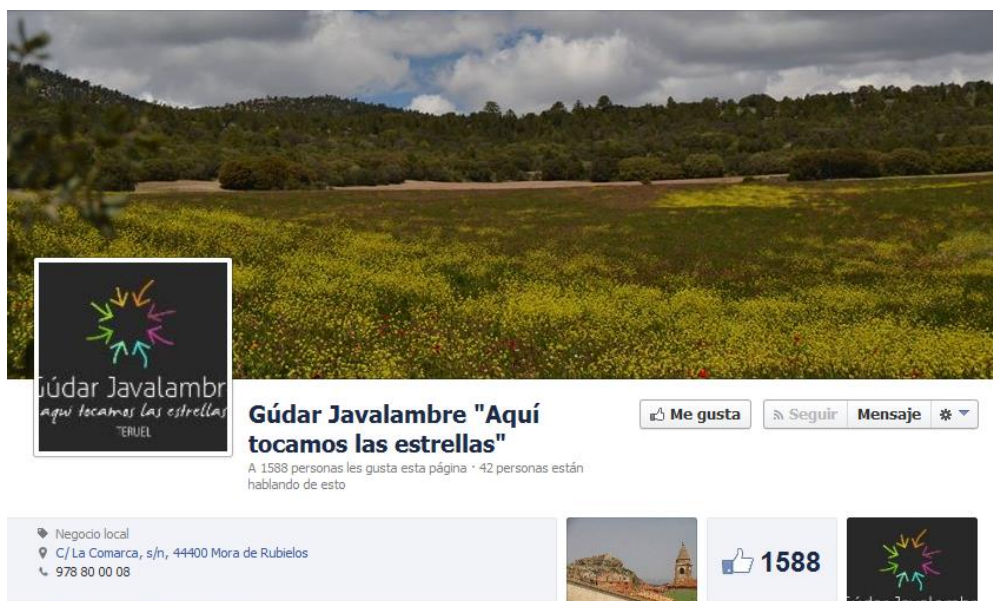 Gúdar Javalambr
aquí tocamos las estrellas
TERUEL
Gúdar Javalambre "Aquí
tocamos las estrellas"
A 1588 personas les gusta esta página · 42 personas están
hablando de esto
Me gusta
Seguir Mensaje
Negocio local
C/ La Comarca, s/n, 44400 Mora de Rubielos
978 80 00 08
1588